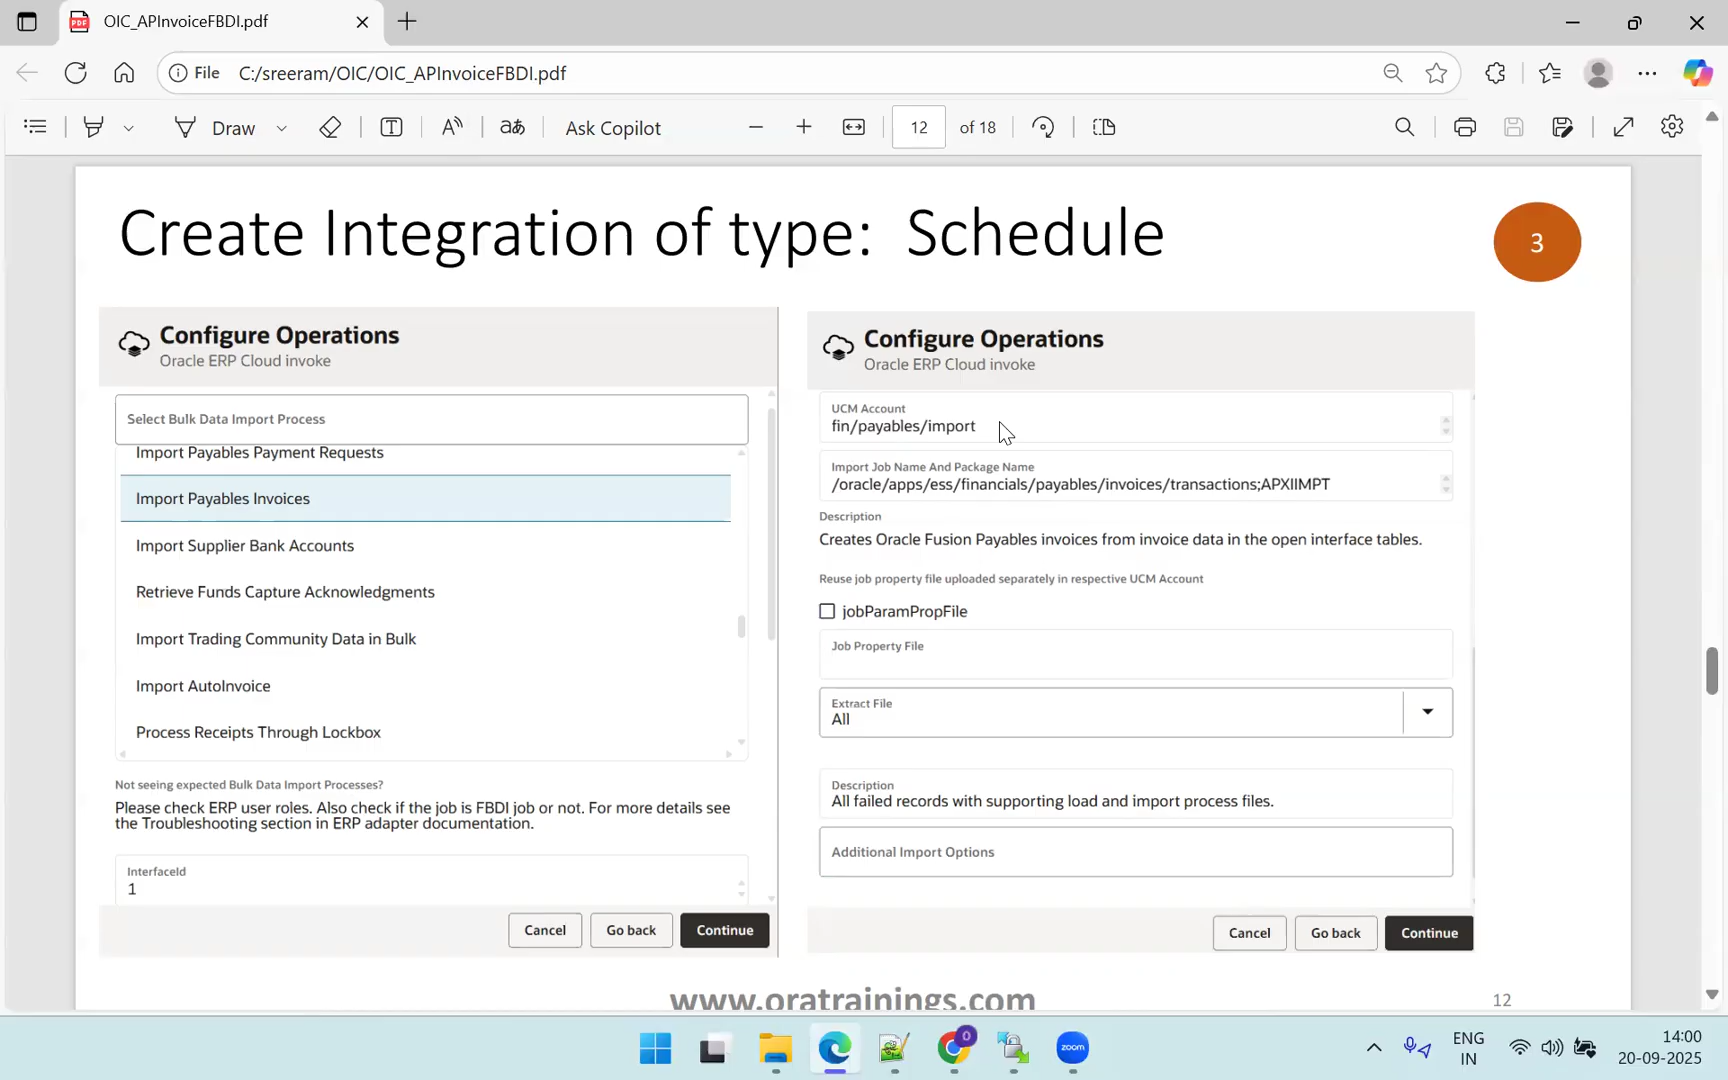 OIC_APInvoiceFBDI.pdf
File C:/sreeram/OIC/OIC_APInvoiceFBDI.pdf
Draw
Ask Copilot
12 of 18
Create Integration of type: Schedule
3
Configure Operations
Oracle ERP Cloud invoke
Select Bulk Data Import Process
Import Payables Payment Requests
Import Payables Invoices
Import Supplier Bank Accounts
Retrieve Funds Capture Acknowledgments
Import Trading Community Data in Bulk
Import AutoInvoice
Process Receipts Through Lockbox
Not seeing expected Bulk Data Import Processes?
Please check ERP user roles. Also check if the job is FBDI job or not. For more details see
the Troubleshooting section in ERP adapter documentation.
InterfaceId
1
Cancel Go back Continue
Configure Operations
Oracle ERP Cloud invoke
UCM Account
fin/payables/import
Import Job Name And Package Name
/oracle/apps/ess/financials/payables/invoices/transactions;APXIIMPT
Description
Creates Oracle Fusion Payables invoices from invoice data in the open interface tables.
Reuse job property file uploaded separately in respective UCM Account
jobParamPropFile
Job Property File
Extract File
All
Description
All failed records with supporting load and import process files.
Additional Import Options
Cancel Go back Continue
www.oratrainings.com
12
ENG
IN
14:00
20-09-2025
zoom